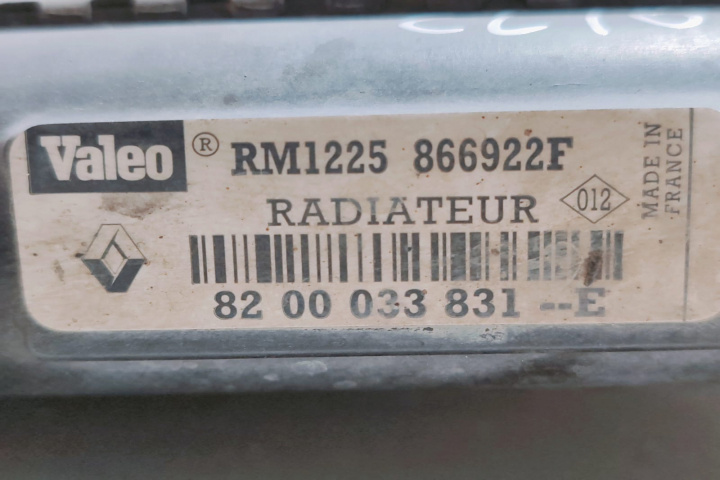 Valeo ® RM1225 866922F
RADIATEUR
012
MADE IN
FRANCE
82 00 033 831 --E